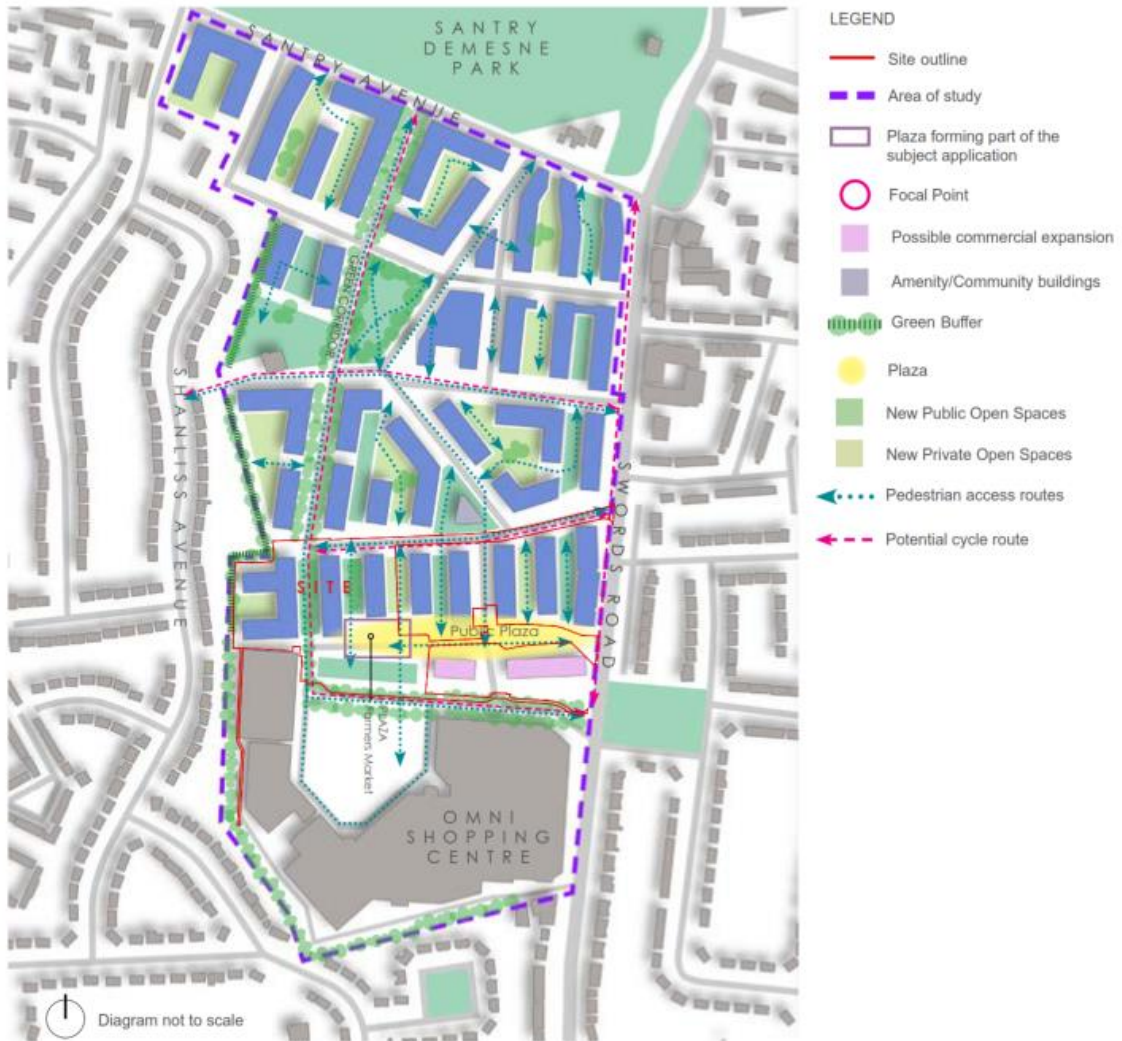 SANTRY
DEMESNE
PARK
SANTRY AVENUE
GREEN CORRIDOR
SHANLISS AVENUE
SWORDS ROAD
SITE
Public Plaza
PLAZA
Farmers Market
OMNI
SHOPPING
CENTRE
Diagram not to scale
LEGEND
Site outline
Area of study
Plaza forming part of the
subject application
Focal Point
Possible commercial expansion
Amenity/Community buildings
Green Buffer
Plaza
New Public Open Spaces
New Private Open Spaces
Pedestrian access routes
Potential cycle route